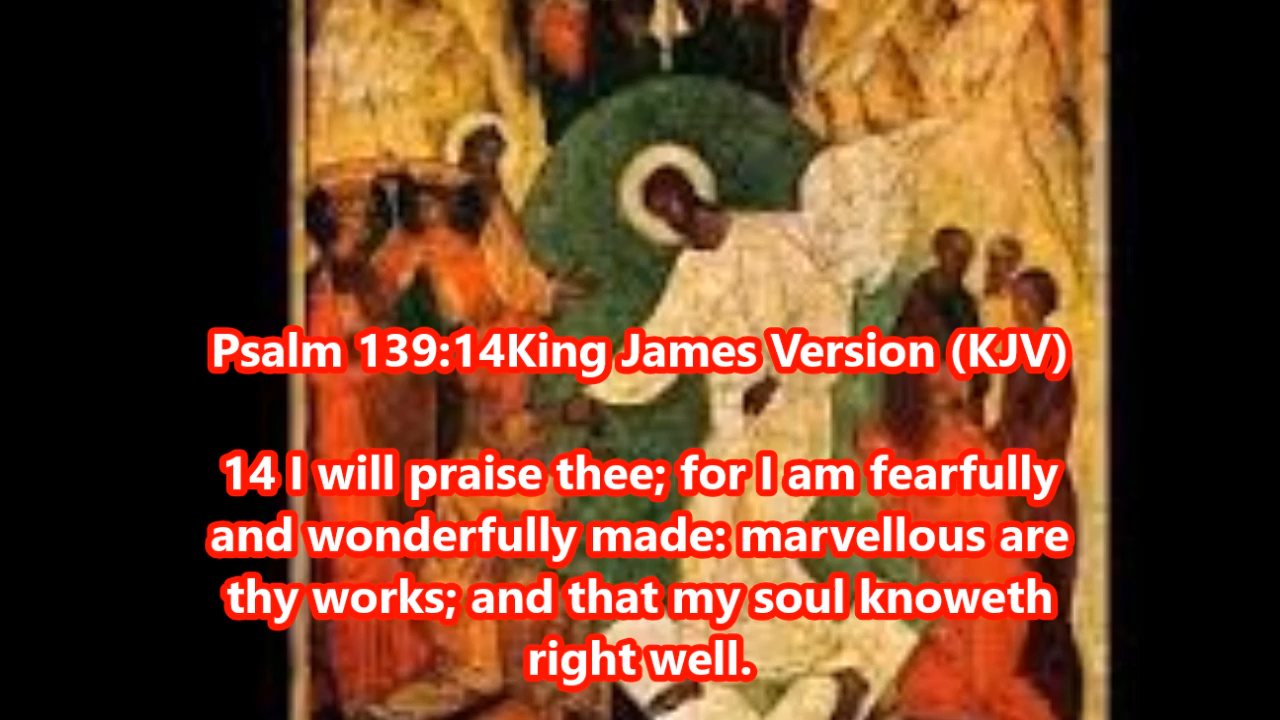 Psalm 139:14King James Version (KJV)
14 I will praise thee; for I am fearfully
and wonderfully made: marvellous are
thy works; and that my soul knoweth
right well.